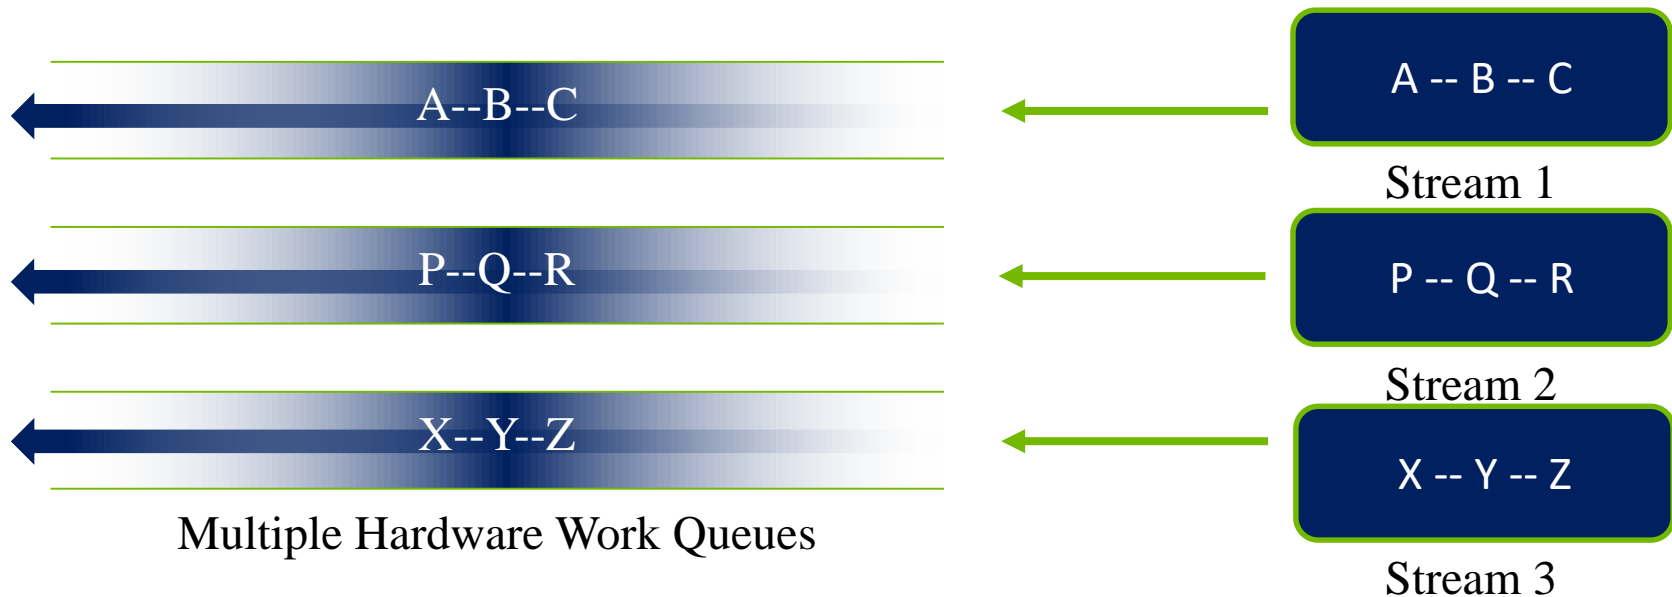 A--B--C
A -- B -- C
Stream 1
P--Q--R
P -- Q -- R
Stream 2
X--Y--Z
X -- Y -- Z
Multiple Hardware Work Queues
Stream 3